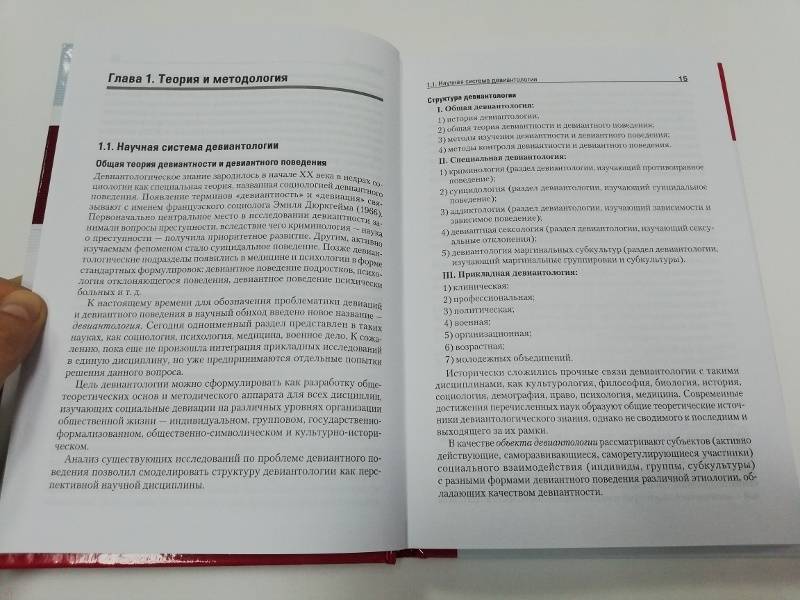 Глава 1. Теория и методология
1.1. Научная система девиантологии
Общая теория девиантности и девиантного поведения
Девиантологическое знание зародилось в начале XX века в недрах со-
циологии как специальная теория, названная социологией девиантного
поведения. Появление терминов «девиантность» и «девиация» свя-
зывают с именем французского социолога Эмиля Дюркгейма (1966).
Первоначально центральное место в исследовании девиантности за-
нимали вопросы преступности, вследствие чего криминология — наука
о преступности — получила приоритетное развитие. Другим, активно
изучаемым феноменом стало суицидальное поведение. Позже девиан-
тологические подразделы появились в медицине и психологии в форме
стандартных формулировок: девиантное поведение подростков, психо-
логия отклоняющегося поведения, девиантное поведение психически
больных и т. д.
К настоящему времени для обозначения проблематики девиаций
и девиантного поведения в научный обиход введено новое название —
девиантология. Сегодня одноименный раздел представлен в таких
науках, как социология, психология, медицина, военное дело. К сожа-
лению, пока еще не произошла интеграция прикладных исследований
в единую дисциплину, но уже предпринимаются отдельные попытки
решения данного вопроса.
Цель девиантологии можно сформулировать как разработку обще-
теоретических основ и методического аппарата для всех дисциплин,
изучающих социальные девиации на различных уровнях организации
общественной жизни — индивидуальном, групповом, государственно-
формализованном, общественно-символическом и культурно-истори-
ческом.
Анализ существующих исследований по проблеме девиантного по-
ведения позволил смоделировать структуру девиантологии как перс-
пективной научной дисциплины.
1.1. Научная система девиантологии 15
Структура девиантологии
I. Общая девиантология:
1) история девиантологии;
2) общая теория девиантности и девиантного поведения;
3) методы изучения девиантности и девиантного поведения;
4) методы контроля девиантности и девиантного поведения.
II. Специальная девиантология:
1) криминология (раздел девиантологии, изучающий противоправное
поведение);
2) суицидология (раздел девиантологии, изучающий суицидальное
поведение);
3) аддиктология (раздел девиантологии, изучающий зависимости и
зависимое поведение);
4) девиантная сексология (раздел девиантологии, изучающий сексу-
альные отклонения);
5) девиантология маргинальных субкультур (раздел девиантологии,
изучающий маргинальные группировки и субкультуры).
III. Прикладная девиантология:
1) клиническая;
2) профессиональная;
3) политическая;
4) военная;
5) организационная;
6) возрастная;
7) молодежных объединений.
Исторически сложились прочные связи девиантологии с такими
дисциплинами, как культурология, философия, биология, история,
социология, демография, право, психология, медицина. Современные
достижения перечисленных наук образуют общие теоретические источ-
ники девиантологического знания, однако не сводимого к последним и
выходящего за их рамки.
В качестве объекта девиантологии рассматривают субъектов (активно
действующие, саморазвивающиеся, саморегулирующиеся участники)
социального взаимодействия (индивиды, группы, субкультуры)
с разными формами девиантного поведения различной этиологии, об-
ладающих качеством девиантности.